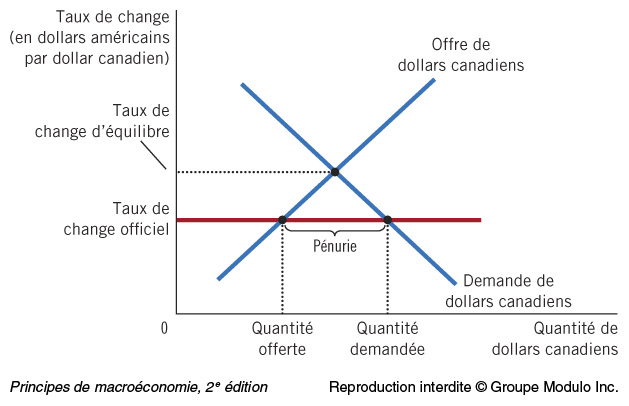 Taux de change
(en dollars américains
par dollar canadien)
Offre de
dollars canadiens
Taux de
change d'équilibre
Taux de
change officiel
Pénurie
Demande de
dollars canadiens
0
Quantité
offerte
Quantité
demandée
Quantité de
dollars canadiens
Principes de macroéconomie, 2e édition
Reproduction interdite © Groupe Modulo Inc.